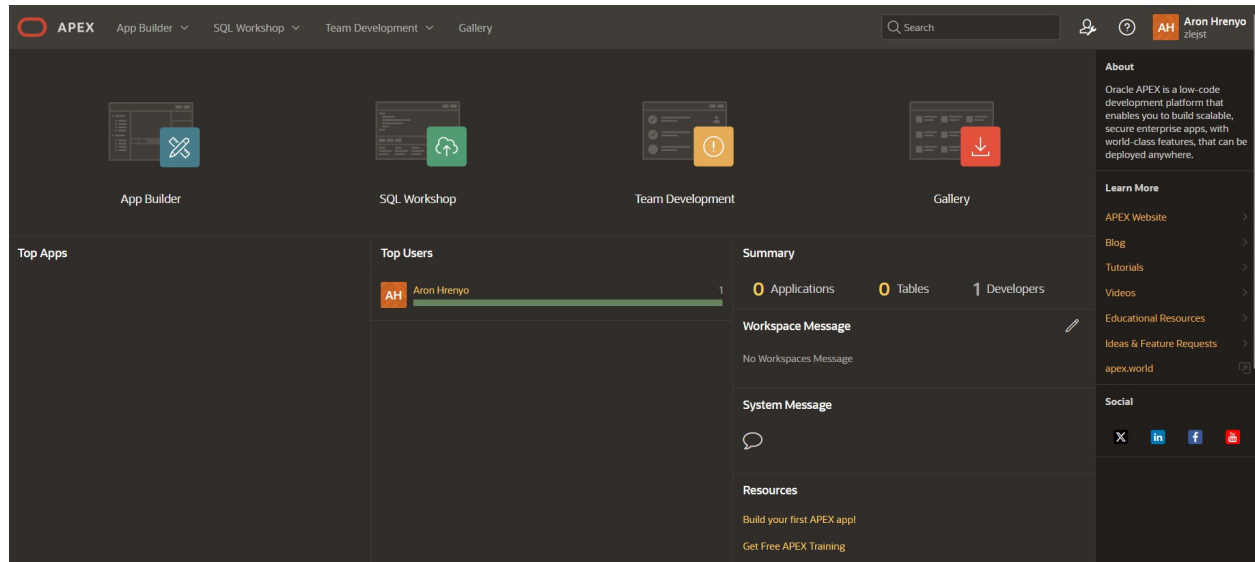 APEX
App Builder
SQL Workshop
Team Development
Gallery
Search
AH
Aron Hrenyo
zlejst
App Builder
SQL Workshop
Team Development
Gallery
Top Apps
Top Users
AH
Aron Hrenyo
1
Summary
0 Applications
0 Tables
1 Developers
Workspace Message
No Workspaces Message
System Message
Resources
Build your first APEX app!
Get Free APEX Training
About
Oracle APEX is a low-code
development platform that
enables you to build scalable,
secure enterprise apps, with
world-class features, that can be
deployed anywhere.
Learn More
APEX Website
Blog
Tutorials
Videos
Educational Resources
Ideas & Feature Requests
apex.world
Social